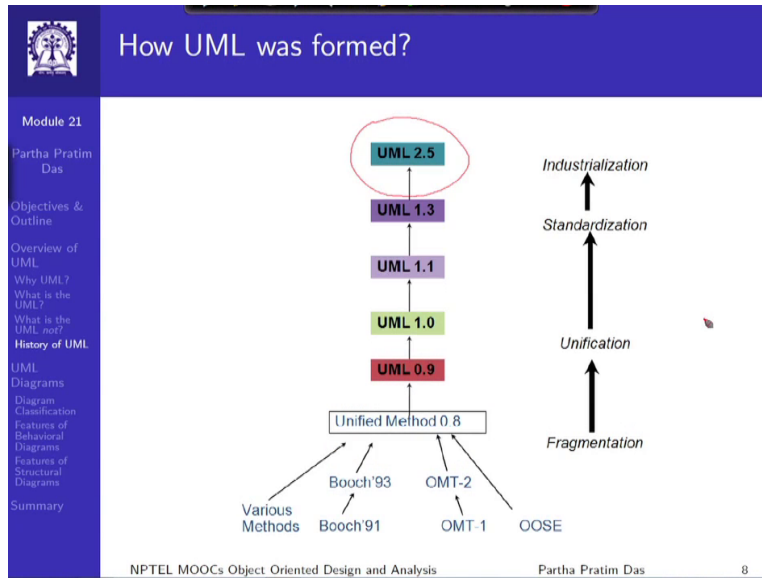 How UML was formed?
Module 21
Partha Pratim
Das
Objectives &
Outline
Overview of
UML
Why UML?
What is the
UML?
What is the
UML not?
History of UML
UML
Diagrams
Diagram
Classification
Features of
Behavioral
Diagrams
Features of
Structural
Diagrams
Summary
UML 2.5
UML 1.3
UML 1.1
UML 1.0
UML 0.9
Unified Method 0.8
Booch'93
OMT-2
Various
Methods
Booch'91
OMT-1
OOSE
Industrialization
Standardization
Unification
Fragmentation
NPTEL MOOCs Object Oriented Design and Analysis
Partha Pratim Das
8